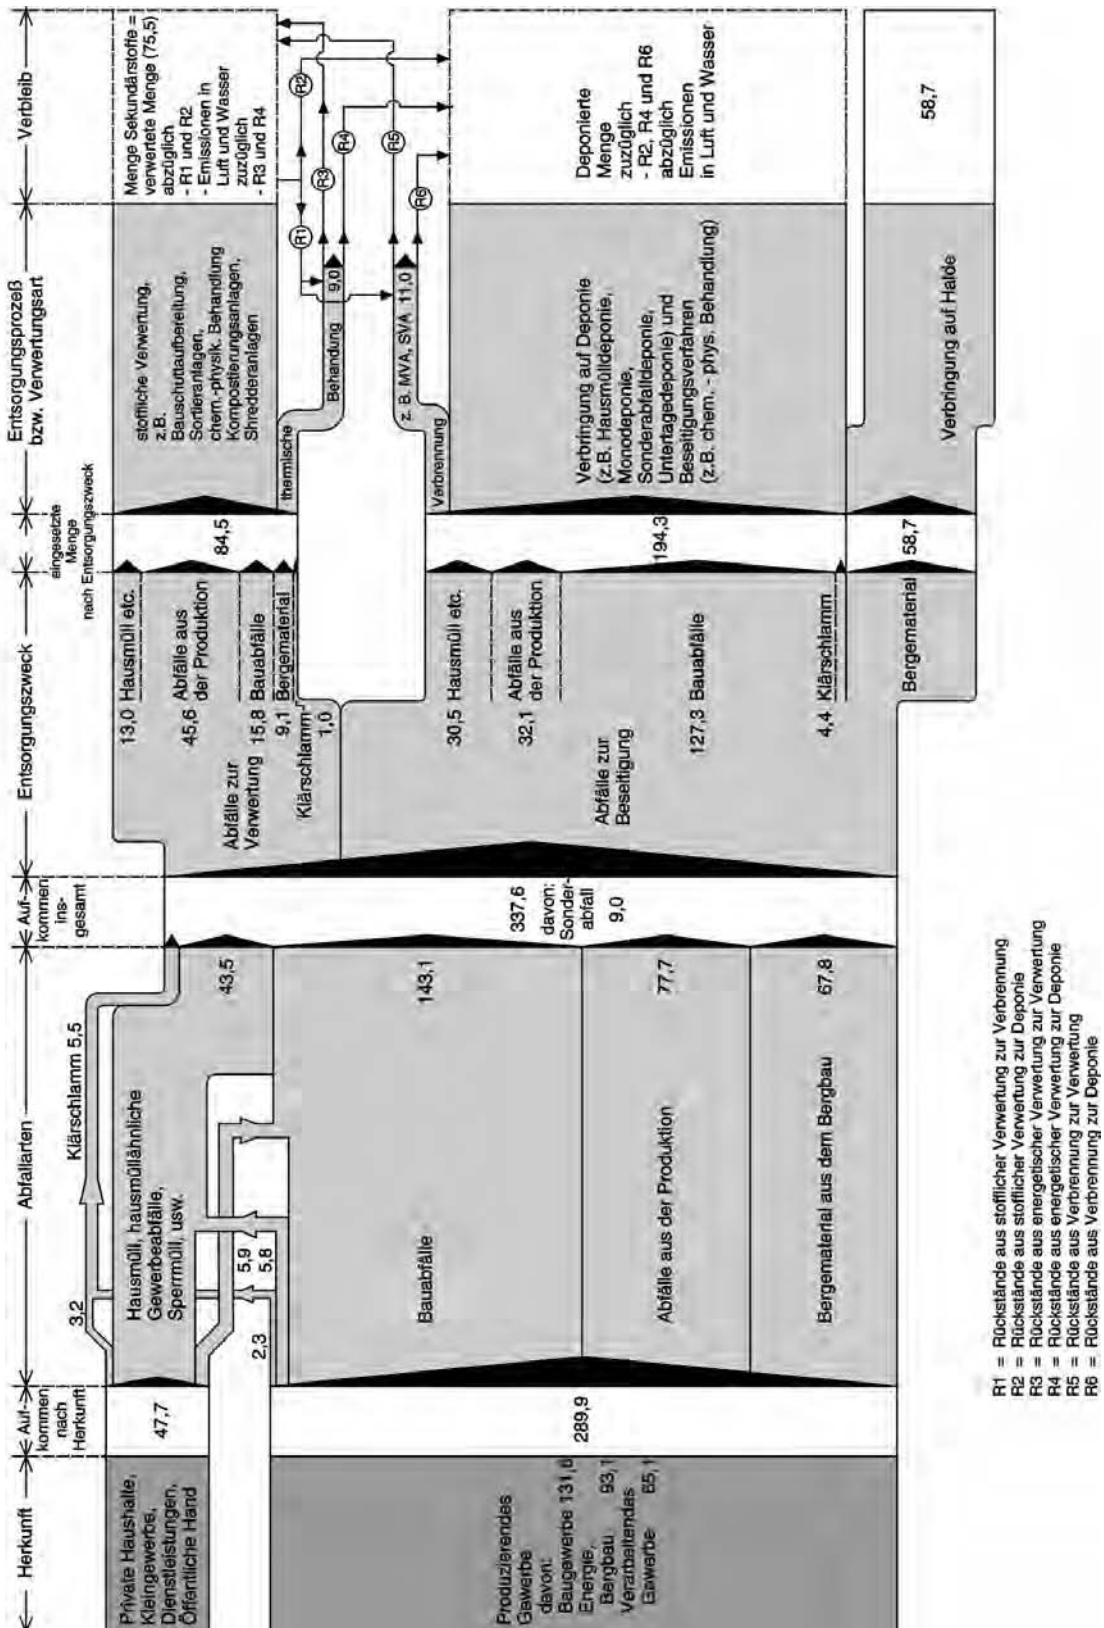 Herkunft
Auf-
kommen
nach
Herkunft
Abfallarten
Auf-
kommen
ins-
gesamt
Entsorgungszweck
eingesetzte
Menge
nach Entsorgungszweck
Entsorgungsprozeß
bzw. Verwertungsart
Verbleib
Private Haushalte,
Kleingewerbe,
Dienstleistungen,
Öffentliche Hand
47,7
3,2
Klärschlamm 5,5
Hausmüll, hausmüllähnliche
Gewerbeabfälle,
Sperrmüll, usw.
43,5
5,9
5,8
2,3
Produzierendes
Gewerbe
davon:
Baugewerbe 131,6
Energie,
Bergbau 93,1
Verarbeitendes
Gewerbe 65,1
289,9
Bauabfälle
143,1
Abfälle aus der Produktion
77,7
Bergematerial aus dem Bergbau
67,8
337,6
davon:
Sonder-
abfall
9,0
Abfälle zur
Verwertung
13,0 Hausmüll etc.
45,6 Abfälle aus
der Produktion
15,8 Bauabfälle
9,1 Bergematerial
Klärschlamm
1,0
84,5
Abfälle zur
Beseitigung
30,5 Hausmüll etc.
32,1 Abfälle aus
der Produktion
127,3 Bauabfälle
4,4 Klärschlamm
Bergematerial
194,3
58,7
stoffliche Verwertung,
z.B.
Bauschuttaufbereitung,
Sortieranlagen,
chem.-physik. Behandlung
Kompostierungsanlagen,
Shredderanlagen
thermische
Behandung 9,0
Verbrennung
z. B. MVA, SVA 11,0
Verbringung auf Deponie
(z.B. Hausmülldeponie,
Monodeponie,
Sonderabfalldeponie,
Untertagedeponie) und
Beseitigungsverfahren
(z.B. chem. - phys. Behandlung)
Verbringung auf Halde
Menge Sekundärstoffe =
verwertete Menge (75,5)
abzüglich
- R1 und R2
- Emissionen in
Luft und Wasser
zuzüglich
- R3 und R4
R1
R2
R3
R4
R5
R6
Deponierte
Menge
zuzüglich
- R2, R4 und R6
abzüglich
Emissionen
in Luft und Wasser
58,7
R1 = Rückstände aus stofflicher Verwertung zur Verbrennung
R2 = Rückstände aus stofflicher Verwertung zur Deponie
R3 = Rückstände aus energetischer Verwertung zur Verwertung
R4 = Rückstände aus energetischer Verwertung zur Deponie
R5 = Rückstände aus Verbrennung zur Verwertung
R6 = Rückstände aus Verbrennung zur Deponie